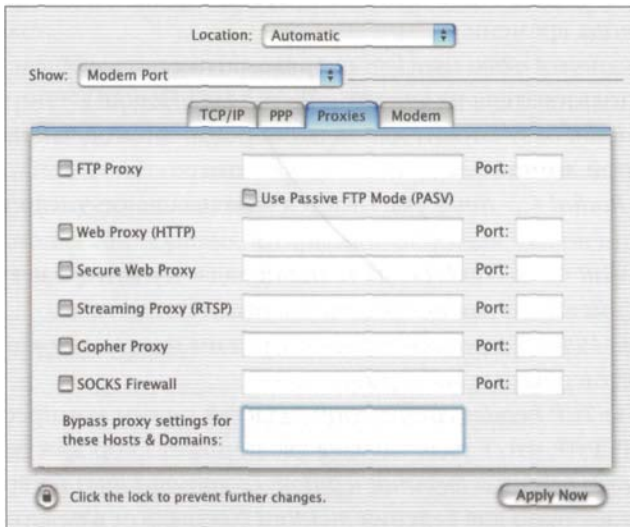 Location: Automatic
Show: Modem Port
TCP/IP PPP Proxies Modem
FTP Proxy Port:
Use Passive FTP Mode (PASV)
Web Proxy (HTTP) Port:
Secure Web Proxy Port:
Streaming Proxy (RTSP) Port:
Gopher Proxy Port:
SOCKS Firewall Port:
Bypass proxy settings for
these Hosts & Domains:
Click the lock to prevent further changes. Apply Now